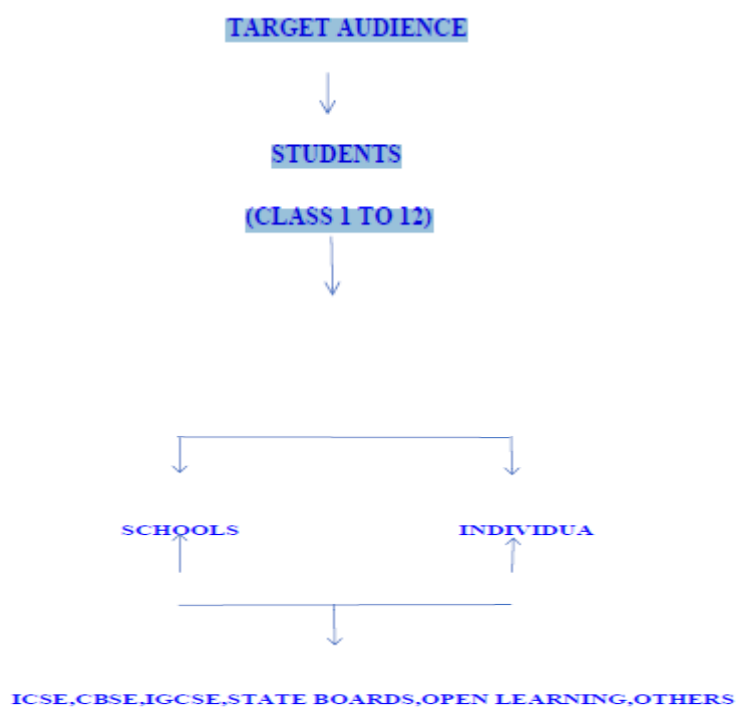 TARGET AUDIENCE
STUDENTS
(CLASS 1 TO 12)
SCHOOLS
INDIVIDUA
ICSE,CBSE,IGCSE,STATE BOARDS,OPEN LEARNING,OTHERS